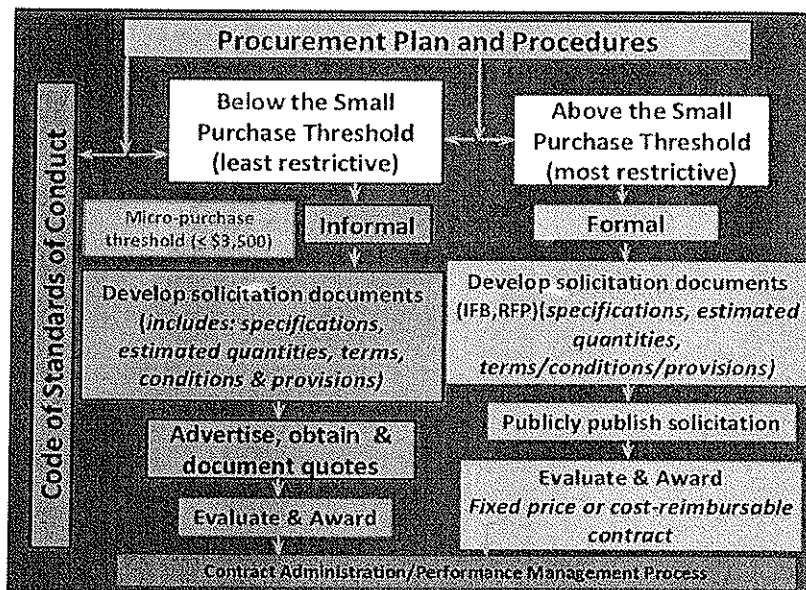 Procurement Plan and Procedures
Code of Standards of Conduct
Below the Small
Purchase Threshold
(least restrictive)
Above the Small
Purchase Threshold
(most restrictive)
Micro-purchase
threshold (< $3,500)
Informal
Formal
Develop solicitation documents
(includes: specifications,
estimated quantities, terms,
conditions & provisions)
Develop solicitation documents
(IFB,RFP)(specifications, estimated
quantities,
terms/conditions/provisions)
Advertise, obtain &
document quotes
Publicly publish solicitation
Evaluate & Award
Evaluate & Award
Fixed price or cost-reimbursable
contract
Contract Administration/Performance Management Process